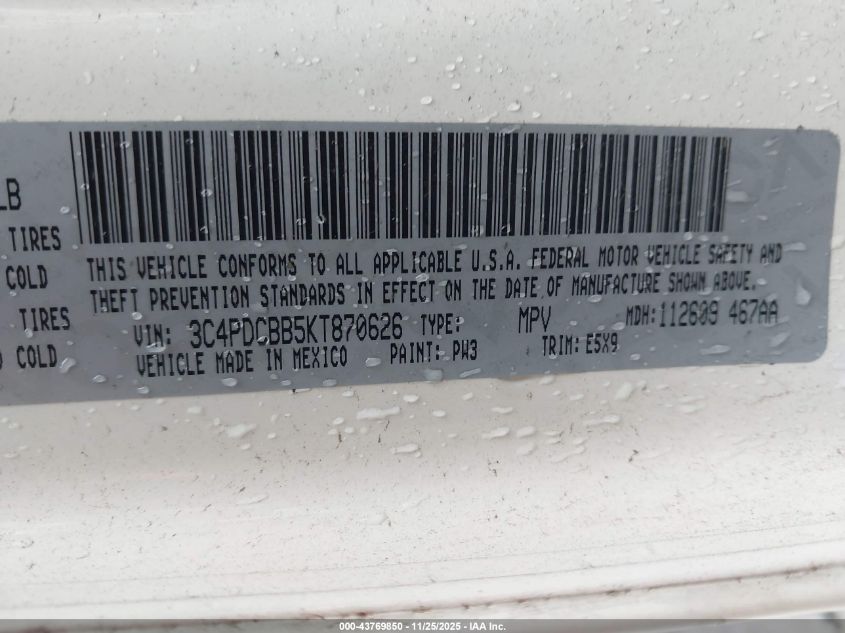 LB
TIRES
COLD
TIRES
COLD
THIS VEHICLE CONFORMS TO ALL APPLICABLE U.S.A. FEDERAL MOTOR VEHICLE SAFETY AND
THEFT PREVENTION STANDARDS IN EFFECT ON THE DATE OF MANUFACTURE SHOWN ABOVE.
VIN: 3C4PDCBB5KT870626 TYPE: MPV MDH:112609 467AA
VEHICLE MADE IN MEXICO PAINT: PW3 TRIM: E5X9
000-43769850 - 11/25/2025 - IAA Inc.